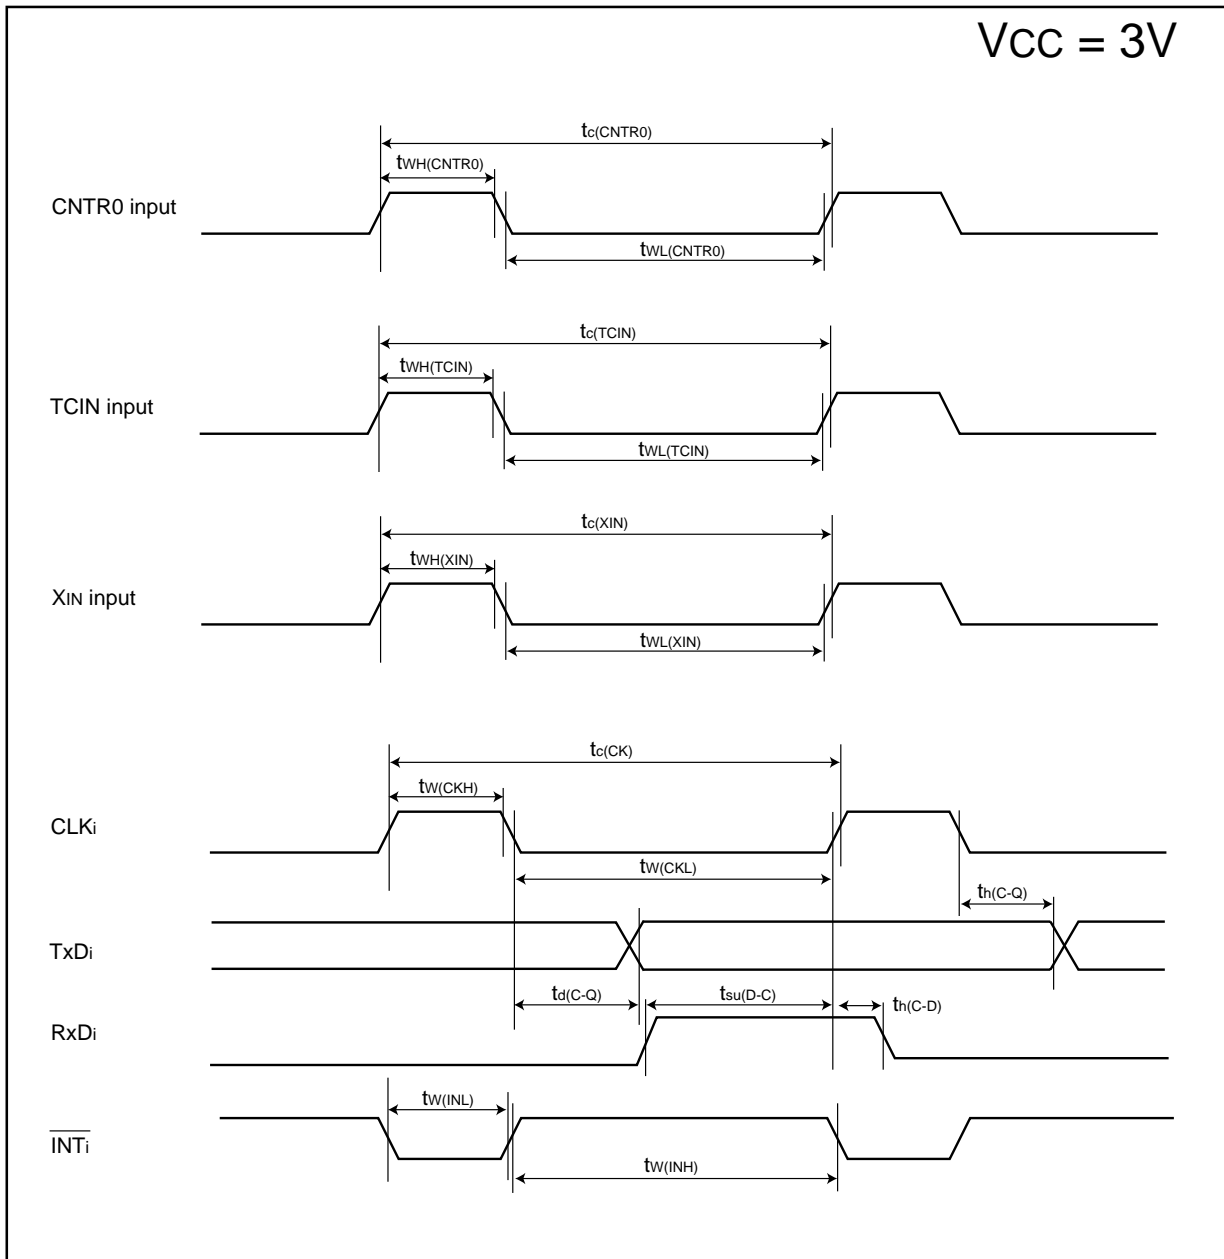 VCC = 3V
tc(CNTR0)
tWH(CNTR0)
CNTR0 input
tWL(CNTR0)
tc(TCIN)
tWH(TCIN)
TCIN input
tWL(TCIN)
tc(XIN)
tWH(XIN)
XIN input
tWL(XIN)
tc(CK)
tW(CKH)
CLKi
tW(CKL)
th(C-Q)
TxDi
td(C-Q)
tsu(D-C)
th(C-D)
RxDi
tW(INL)
INTi
tW(INH)